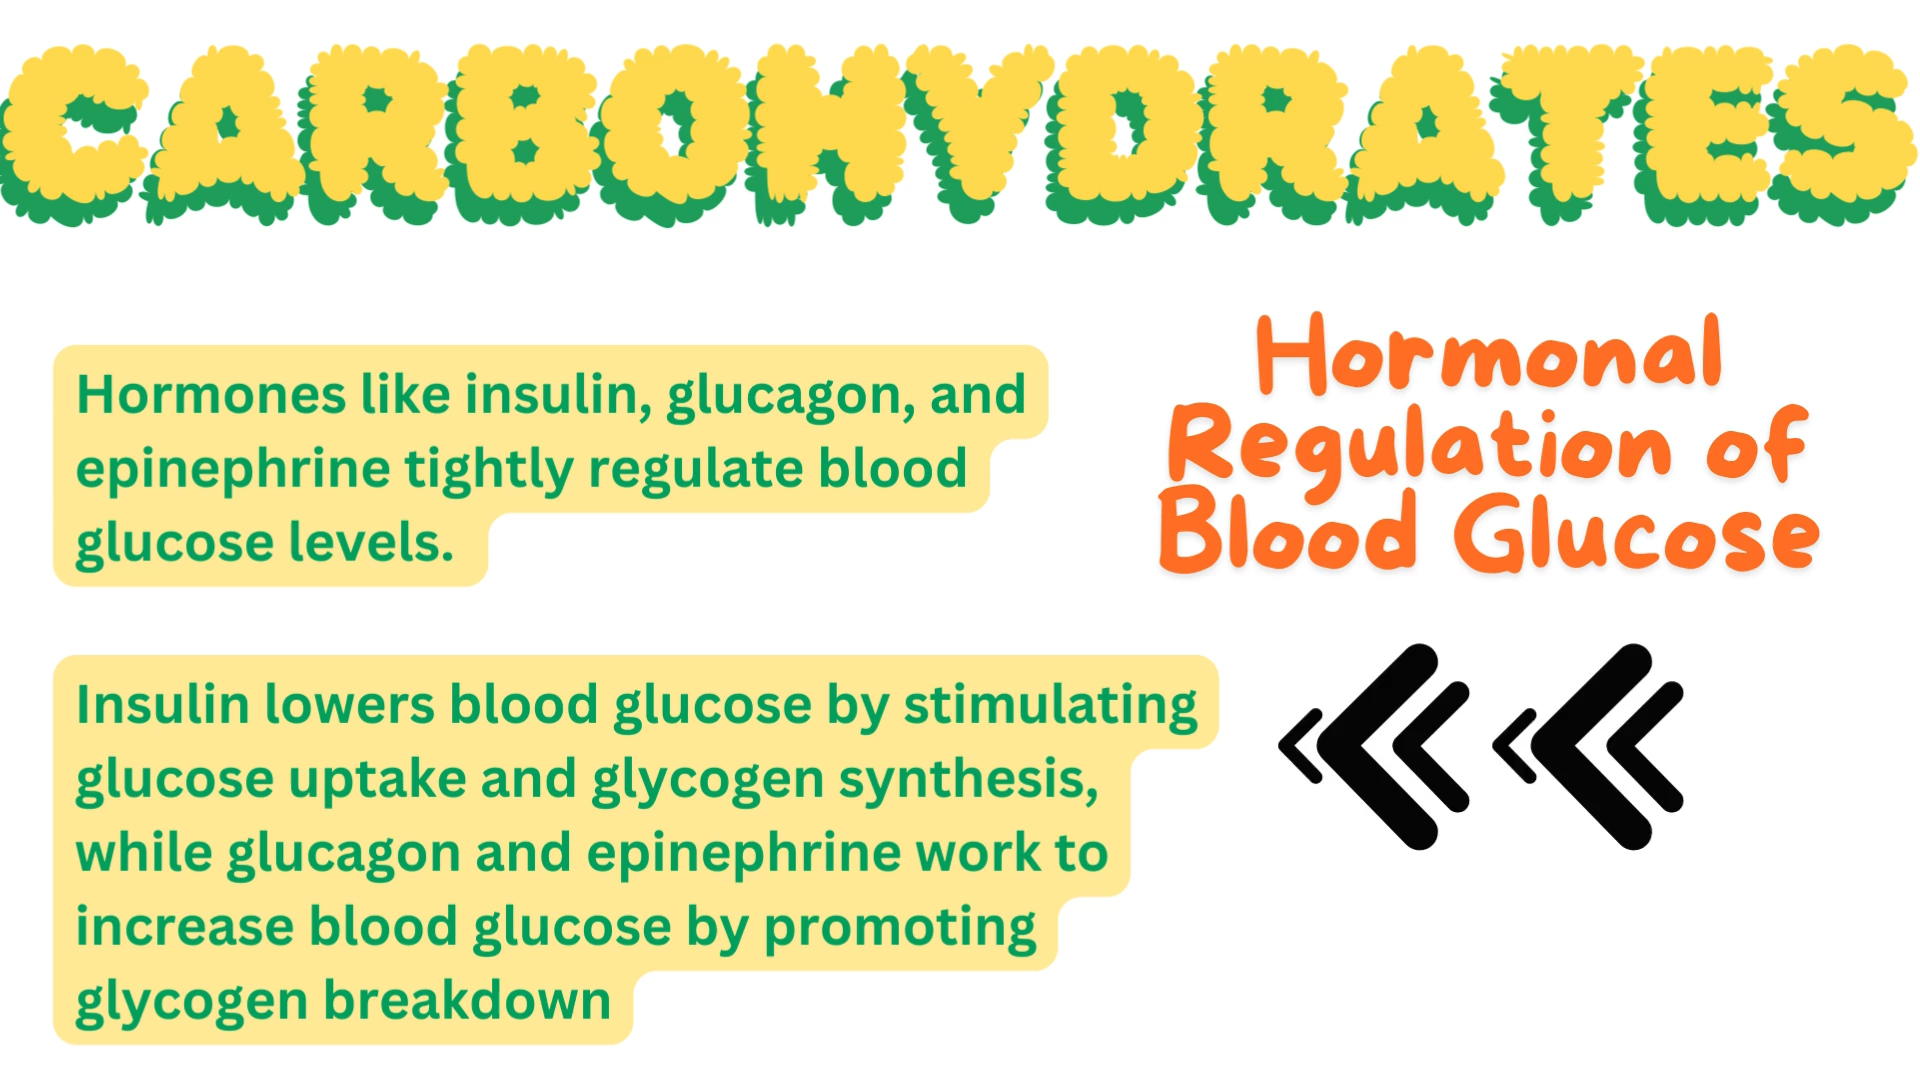 CARBOHYDRATES
Hormonal
Regulation of
Blood Glucose
Hormones like insulin, glucagon, and
epinephrine tightly regulate blood
glucose levels.
Insulin lowers blood glucose by stimulating
glucose uptake and glycogen synthesis,
while glucagon and epinephrine work to
increase blood glucose by promoting
glycogen breakdown